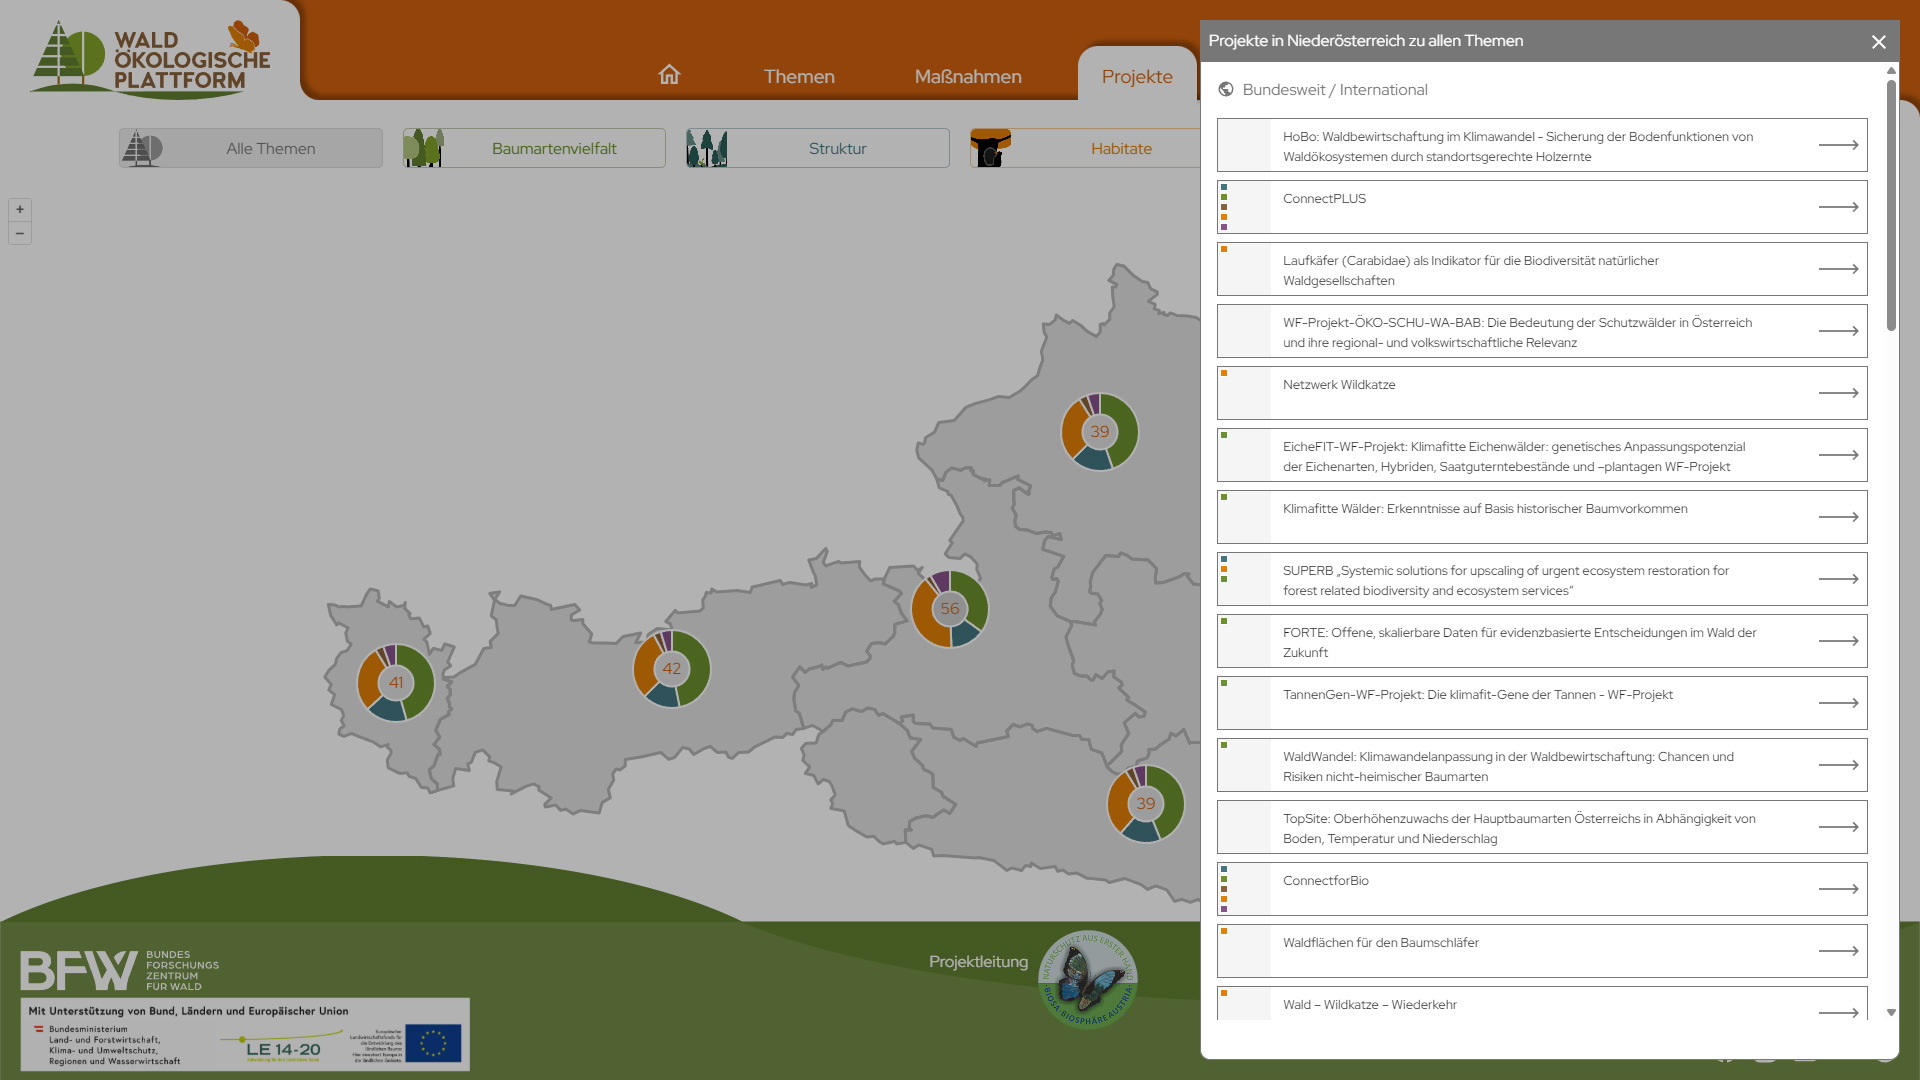 WALD
ÖKOLOGISCHE
PLATTFORM
Themen
Maßnahmen
Projekte
Alle Themen
Baumartenvielfalt
Struktur
Habitate
+
−
39
56
42
41
39
Projekte in Niederösterreich zu allen Themen
Bundesweit / International
HoBo: Waldbewirtschaftung im Klimawandel - Sicherung der Bodenfunktionen von
Waldökosystemen durch standortsgerechte Holzernte
ConnectPLUS
Laufkäfer (Carabidae) als Indikator für die Biodiversität natürlicher
Waldgesellschaften
WF-Projekt-ÖKO-SCHU-WA-BAB: Die Bedeutung der Schutzwälder in Österreich
und ihre regional- und volkswirtschaftliche Relevanz
Netzwerk Wildkatze
EicheFIT-WF-Projekt: Klimafitte Eichenwälder: genetisches Anpassungspotenzial
der Eichenarten, Hybriden, Saatguterntebestände und –plantagen WF-Projekt
Klimafitte Wälder: Erkenntnisse auf Basis historischer Baumvorkommen
SUPERB „Systemic solutions for upscaling of urgent ecosystem restoration for
forest related biodiversity and ecosystem services“
FORTE: Offene, skalierbare Daten für evidenzbasierte Entscheidungen im Wald der
Zukunft
TannenGen-WF-Projekt: Die klimafit-Gene der Tannen - WF-Projekt
WaldWandel: Klimawandelanpassung in der Waldbewirtschaftung: Chancen und
Risiken nicht-heimischer Baumarten
TopSite: Oberhöhenzuwachs der Hauptbaumarten Österreichs in Abhängigkeit von
Boden, Temperatur und Niederschlag
ConnectforBio
Waldflächen für den Baumschläfer
Wald – Wildkatze – Wiederkehr
BFW
BUNDES
FORSCHUNGS
ZENTRUM
FÜR WALD
Projektleitung
NATURSCHUTZ AUS ERSTER HAND
BIOSA-BIOSPHÄRE AUSTRIA
Mit Unterstützung von Bund, Ländern und Europäischer Union
Bundesministerium
Land- und Forstwirtschaft,
Klima- und Umweltschutz,
Regionen und Wasserwirtschaft
LE 14-20